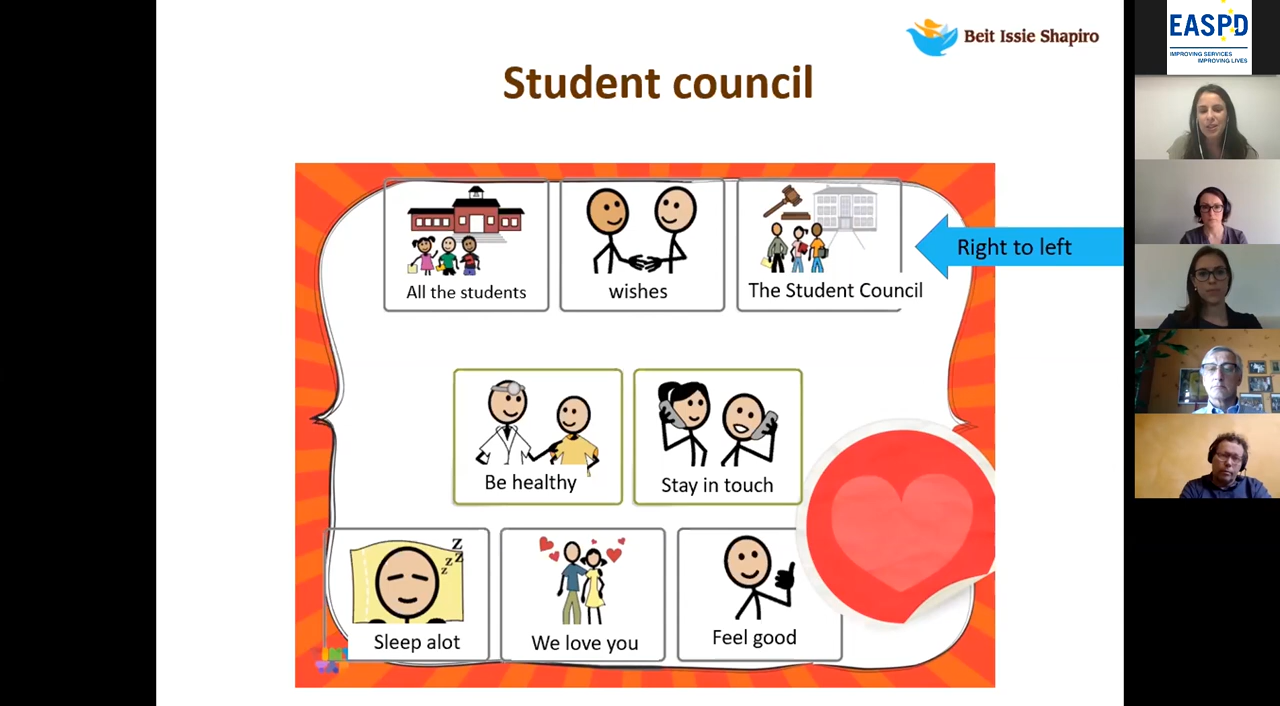 Beit Issie Shapiro
Student council
Right to left
The Student Council
wishes
All the students
Stay in touch
Be healthy
Feel good
We love you
Sleep alot
z
z
z
EASPD
IMPROVING SERVICES
IMPROVING LIVES